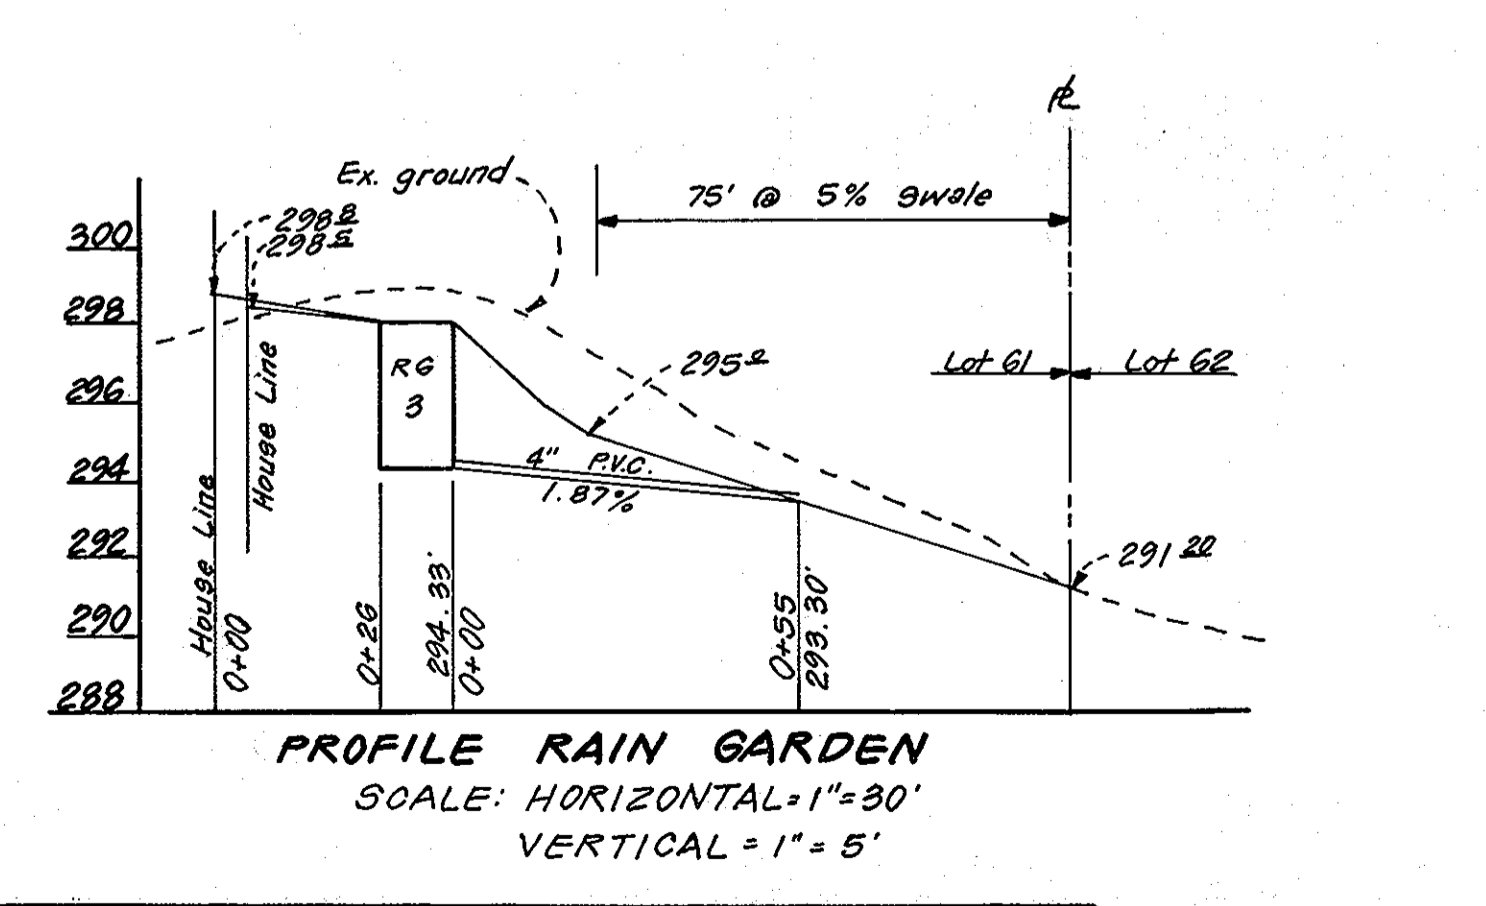 ℄
Ex. ground
75' @ 5% swale
298 8
298 5
300
298
296
294
292
290
288
RG
3
295 0
Lot 61
Lot 62
House Line
House Line
4" P.V.C.
1.87%
291 20
0+00
0+26
294.33'
0+00
0+55
293.30'
PROFILE RAIN GARDEN
SCALE: HORIZONTAL=1"=30'
VERTICAL=1"=5'